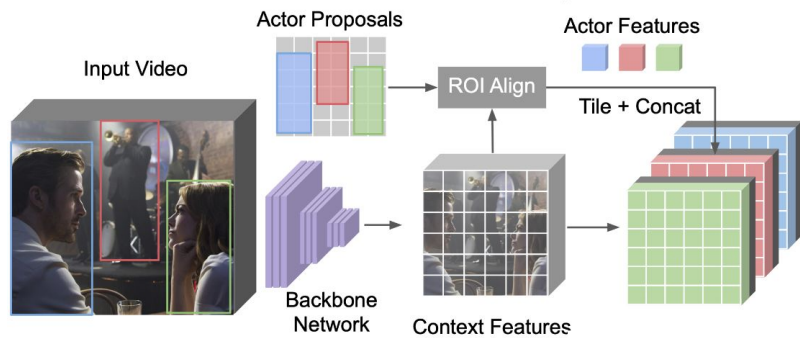 Actor Proposals
Actor Features
Input Video
ROI Align
Tile + Concat
Backbone
Network
Context Features